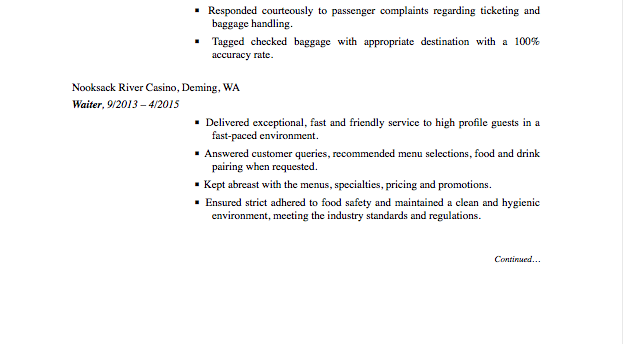 ▪ Responded courteously to passenger complaints regarding ticketing and
baggage handling.
▪ Tagged checked baggage with appropriate destination with a 100%
accuracy rate.
Nooksack River Casino, Deming, WA
Waiter, 9/2013 – 4/2015
▪ Delivered exceptional, fast and friendly service to high profile guests in a
fast-paced environment.
▪ Answered customer queries, recommended menu selections, food and drink
pairing when requested.
▪ Kept abreast with the menus, specialties, pricing and promotions.
▪ Ensured strict adhered to food safety and maintained a clean and hygienic
environment, meeting the industry standards and regulations.
Continued…